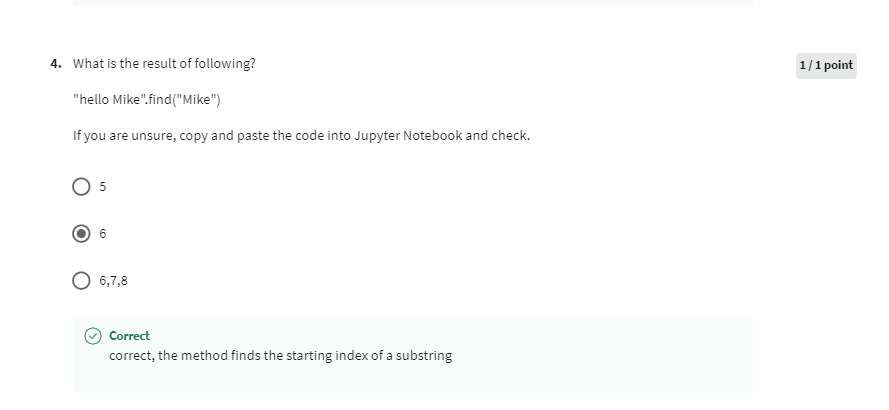 4. What is the result of following?
1 / 1 point
"hello Mike".find("Mike")
If you are unsure, copy and paste the code into Jupyter Notebook and check.
5
6
6,7,8
Correct
correct, the method finds the starting index of a substring